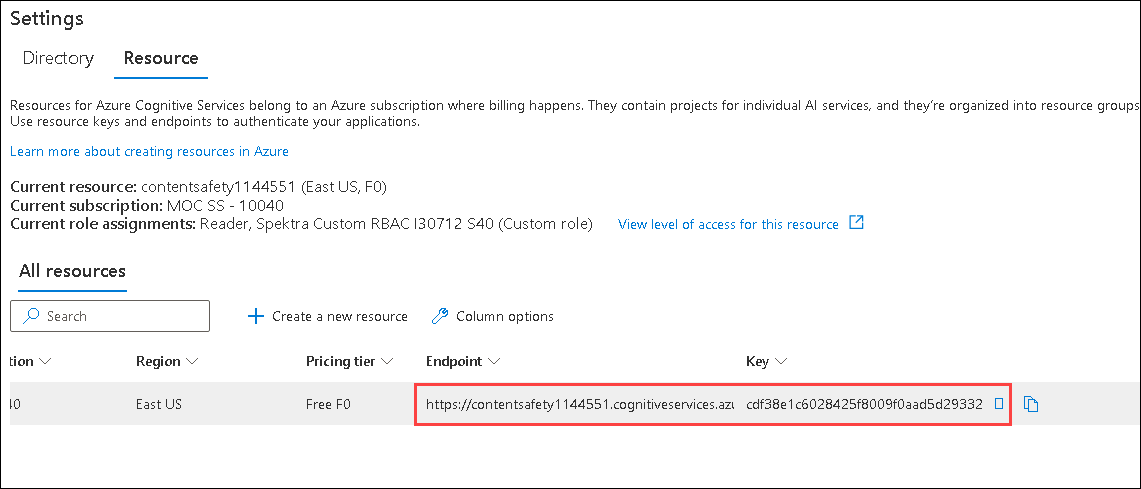 Settings
Directory Resource
Resources for Azure Cognitive Services belong to an Azure subscription where billing happens. They contain projects for individual AI services, and they're organized into resource groups
Use resource keys and endpoints to authenticate your applications.
Learn more about creating resources in Azure
Current resource: contentsafety1144551 (East US, F0)
Current subscription: MOC SS - 10040
Current role assignments: Reader, Spektra Custom RBAC I30712 S40 (Custom role) View level of access for this resource
All resources
Search Create a new resource Column options
tion Region Pricing tier Endpoint Key
40 East US Free F0 https://contentsafety1144551.cognitiveservices.azu cdf38e1c6028425f8009f0aad5d29332